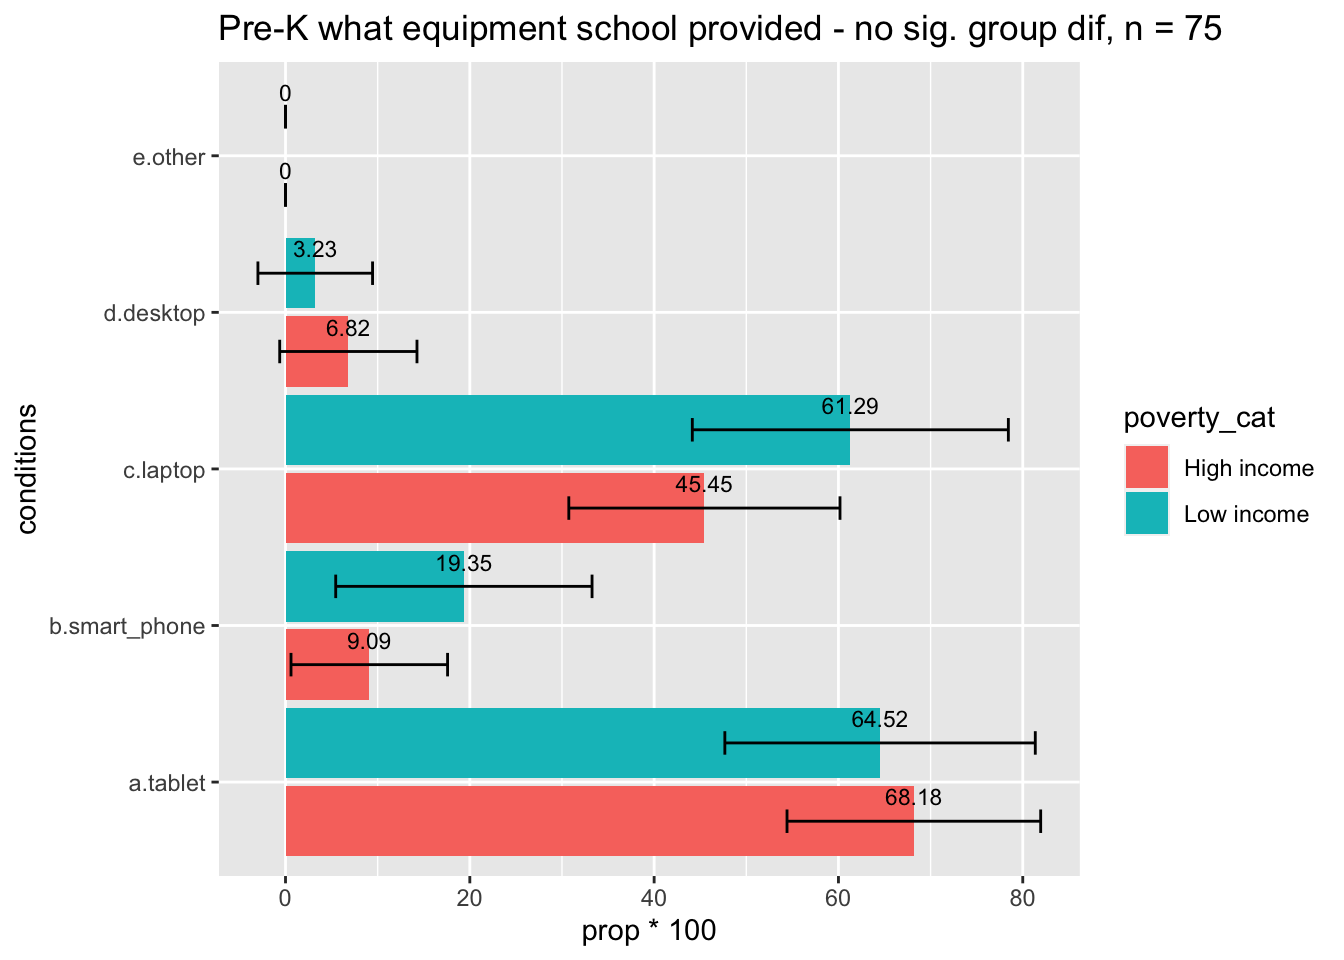 Pre-K what equipment school provided - no sig. group dif, n = 75
conditions
e.other
d.desktop
c.laptop
b.smart_phone
a.tablet
0
0
3.23
6.82
61.29
45.45
19.35
9.09
64.52
68.18
0 20 40 60 80
prop * 100
poverty_cat
High income
Low income